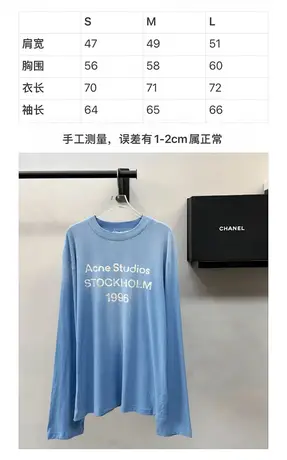 S M L
肩宽 47 49 51
胸围 56 58 60
衣长 70 71 72
袖长 64 65 66
手工测量，误差有1-2cm属正常
CHANEL
Acne Studios
STOCKHOLM
1996